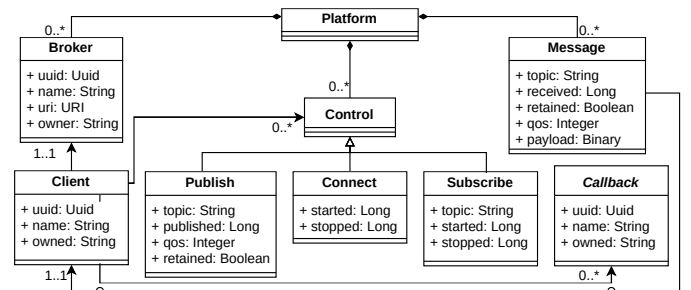 Platform
0..*
0..*
Broker
+ uuid: Uuid
+ name: String
+ uri: URI
+ owner: String
0..*
Message
+ topic: String
+ received: Long
+ retained: Boolean
+ qos: Integer
+ payload: Binary
Control
0..*
1..1
Client
+ uuid: Uuid
+ name: String
+ owned: String
Publish
+ topic: String
+ published: Long
+ qos: Integer
+ retained: Boolean
Connect
+ started: Long
+ stopped: Long
Subscribe
+ topic: String
+ started: Long
+ stopped: Long
Callback
+ uuid: Uuid
+ name: String
+ owned: String
1..1
0..*